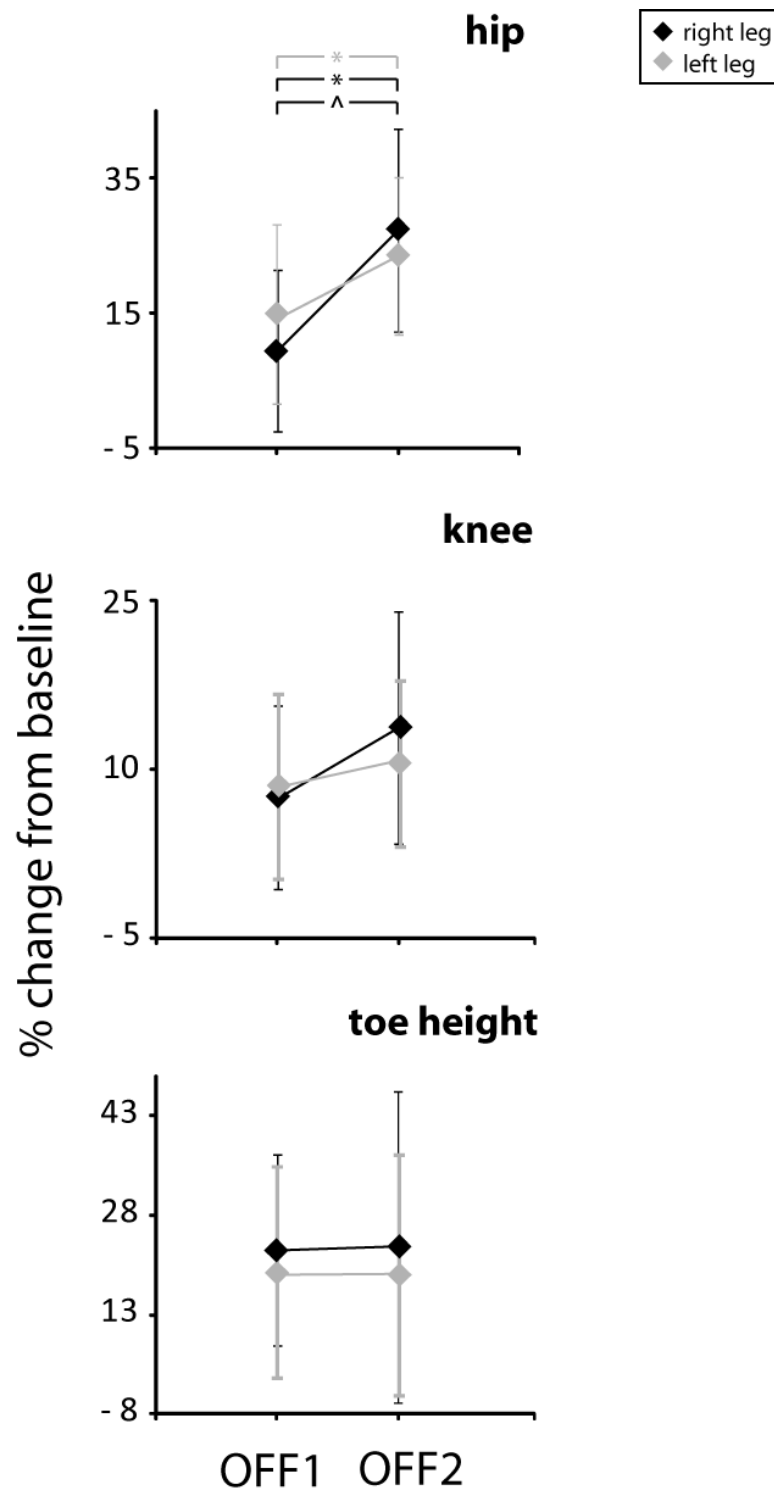 hip
right leg
left leg
*
*
^
35
15
- 5
knee
% change from baseline
25
10
- 5
toe height
43
28
13
- 8
OFF1 OFF2